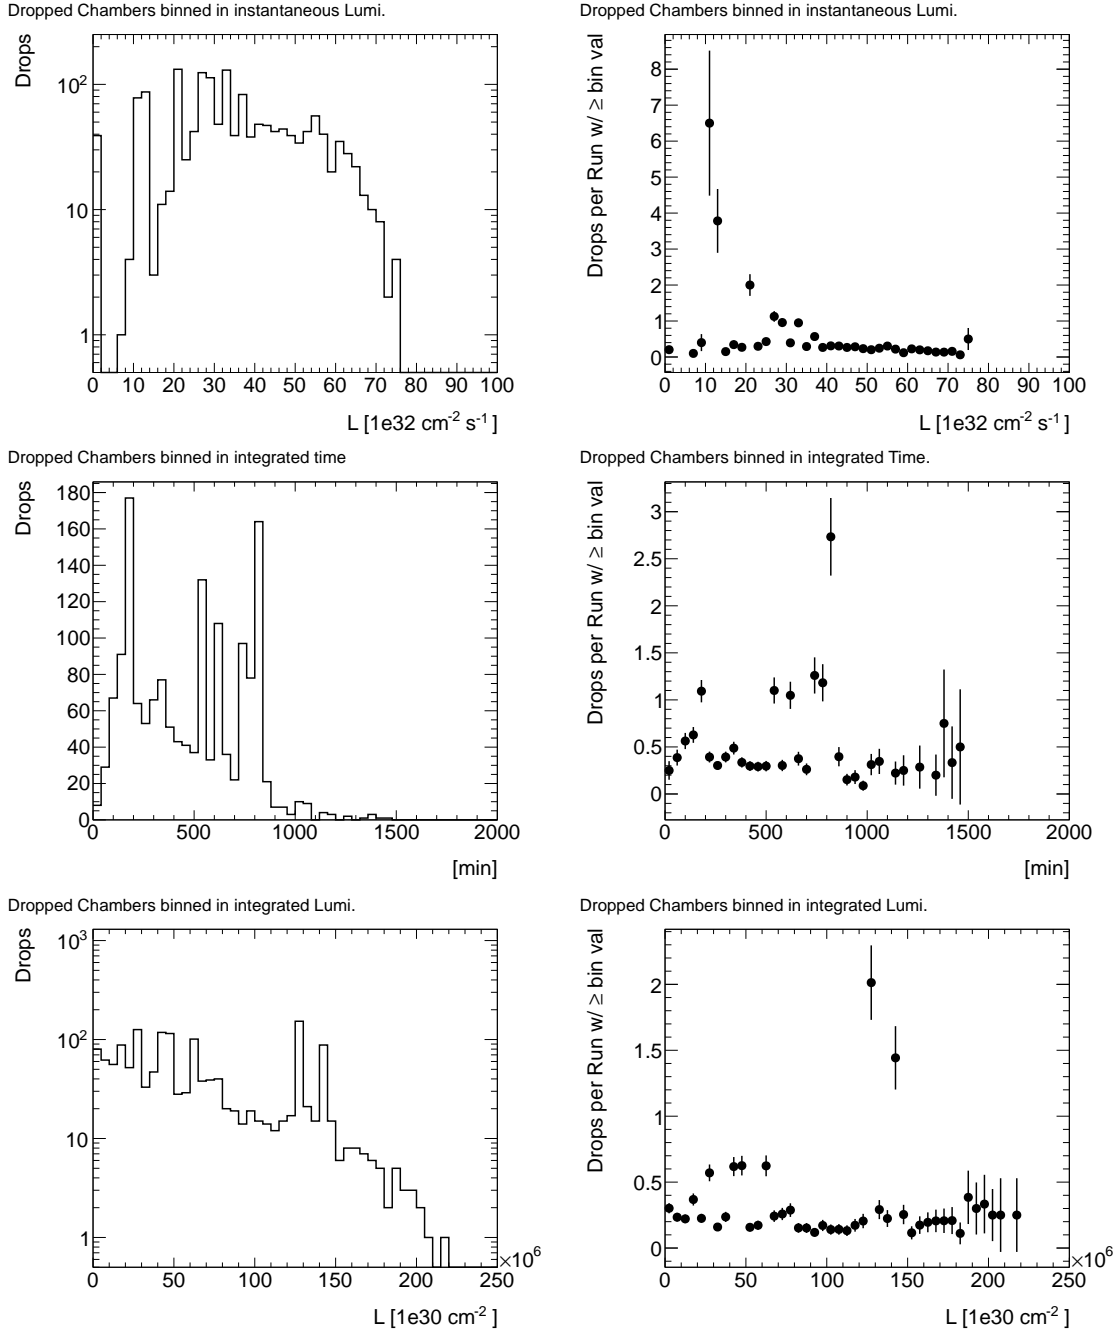 Dropped Chambers binned in instantaneous Lumi.
Drops
10²
10
1
0 10 20 30 40 50 60 70 80 90 100
L [1e32 cm⁻² s⁻¹]
Dropped Chambers binned in instantaneous Lumi.
Drops per Run w/ ≥ bin val
8
7
6
5
4
3
2
1
0
0 10 20 30 40 50 60 70 80 90 100
L [1e32 cm⁻² s⁻¹]
Dropped Chambers binned in integrated time
Drops
180
160
140
120
100
80
60
40
20
0
0 500 1000 1500 2000
[min]
Dropped Chambers binned in integrated Time.
Drops per Run w/ ≥ bin val
3
2.5
2
1.5
1
0.5
0
0 500 1000 1500 2000
[min]
Dropped Chambers binned in integrated Lumi.
Drops
10³
10²
10
1
0 50 100 150 200 250
×10⁶
L [1e30 cm⁻²]
Dropped Chambers binned in integrated Lumi.
Drops per Run w/ ≥ bin val
2
1.5
1
0.5
0
0 50 100 150 200 250
×10⁶
L [1e30 cm⁻²]